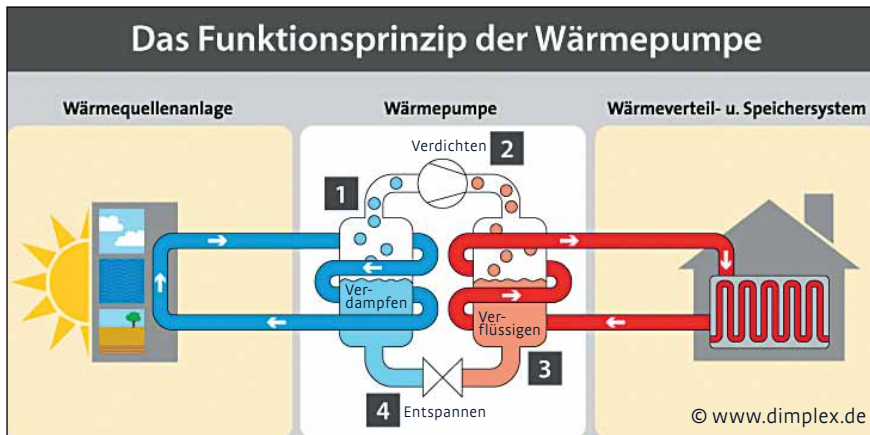 Das Funktionsprinzip der Wärmepumpe
Wärmequellenanlage
Wärmepumpe
Wärmeverteil- u. Speichersystem
Verdichten
2
1
Ver-
dampfen
Ver-
flüssigen
3
4
Entspannen
© www.dimplex.de